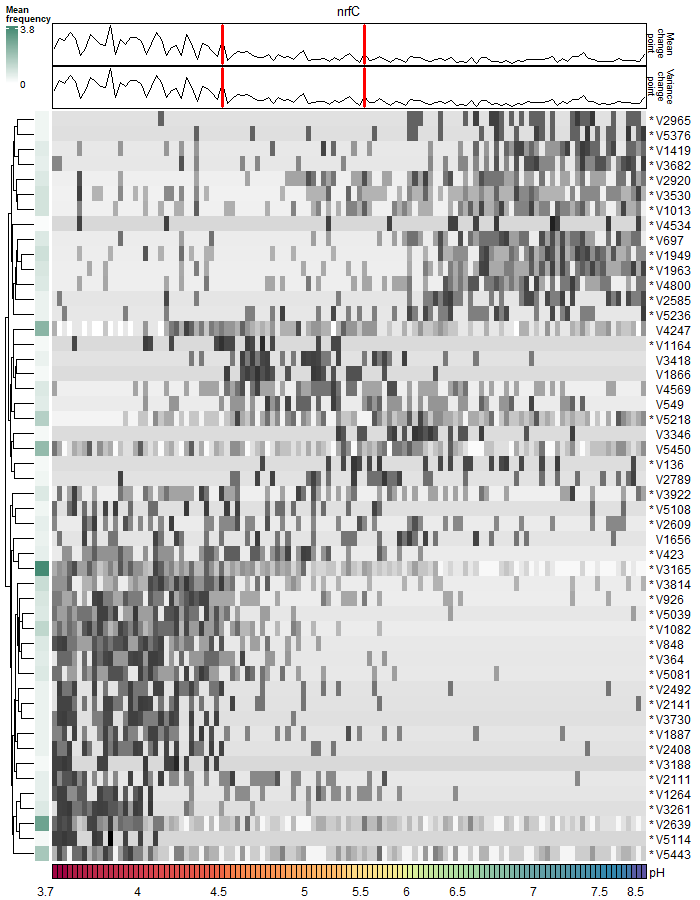 Mean
frequency
3.8
0
nrfC
Mean
change
point
Variance
change
point
* V2965
* V5376
* V1419
* V3682
* V2920
* V3530
* V1013
* V4534
* V697
* V1949
* V1963
* V4800
* V2585
* V5236
V4247
* V1164
V3418
V1866
V4569
V549
* V5218
V3346
V5450
* V136
V2789
* V3922
* V5108
* V2609
V1656
* V423
* V3165
* V3814
* V926
* V5039
* V1082
* V848
* V364
* V5081
* V2492
* V2141
* V3730
* V1887
* V2408
* V3188
* V2111
* V1264
* V3261
* V2639
* V5114
* V5443
pH
3.7 4 4.5 5 5.5 6 6.5 7 7.5 8.5